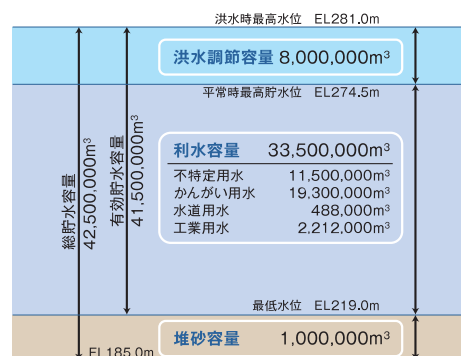 洪水時最高水位 EL281.0m
洪水調節容量 8,000,000m³
平常時最高貯水位 EL274.5m
総貯水容量
42,500,000m³
有効貯水容量
41,500,000m³
利水容量 33,500,000m³
不特定用水 11,500,000m³
かんがい用水 19,300,000m³
水道用水 488,000m³
工業用水 2,212,000m³
最低水位 EL219.0m
堆砂容量 1,000,000m³
EL185.0m